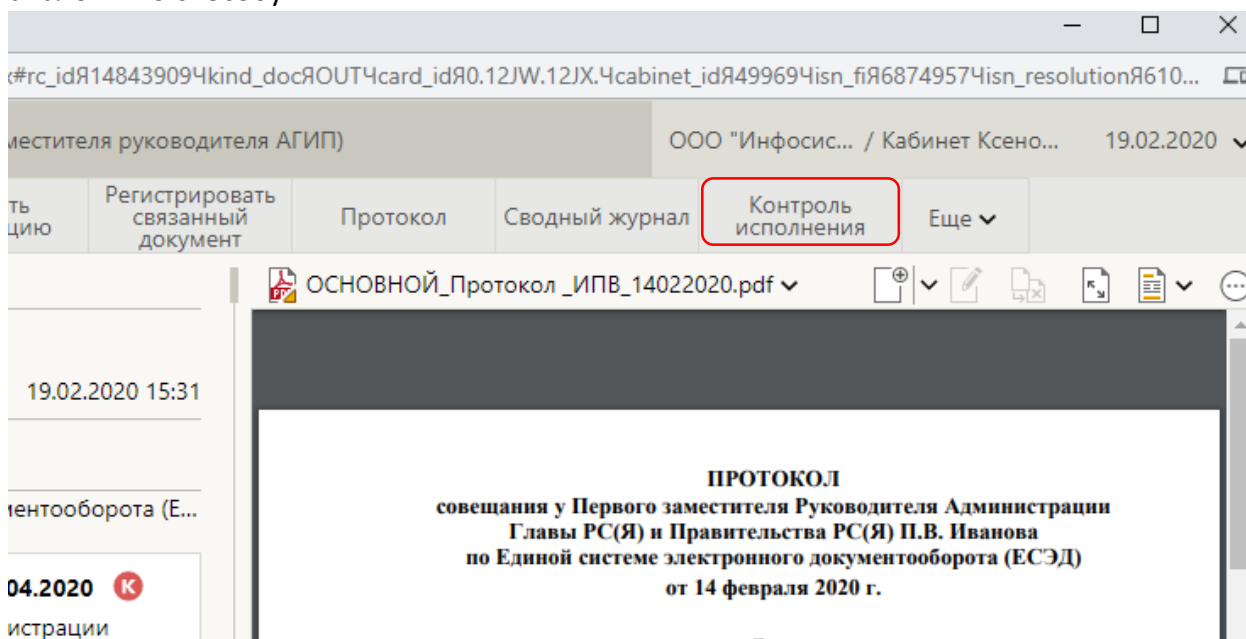 x#rc_idЯ14843909Чkind_docЯOUTЧcard_idЯ0.12JW.12JX.Чcabinet_idЯ49969Чisn_fiЯ6874957Чisn_resolutionЯ610...
местителя руководителя АГИП) ООО "Инфосис... / Кабинет Ксено... 19.02.2020
ть
цию
Регистрировать
связанный
документ
Протокол
Сводный журнал
Контроль
исполнения
Еще
ОСНОВНОЙ_Протокол _ИПВ_14022020.pdf
19.02.2020 15:31
ментооборота (Е...
04.2020 К
истрации
ПРОТОКОЛ
совещания у Первого заместителя Руководителя Администрации
Главы РС(Я) и Правительства РС(Я) П.В. Иванова
по Единой системе электронного документооборота (ЕСЭД)
от 14 февраля 2020 г.